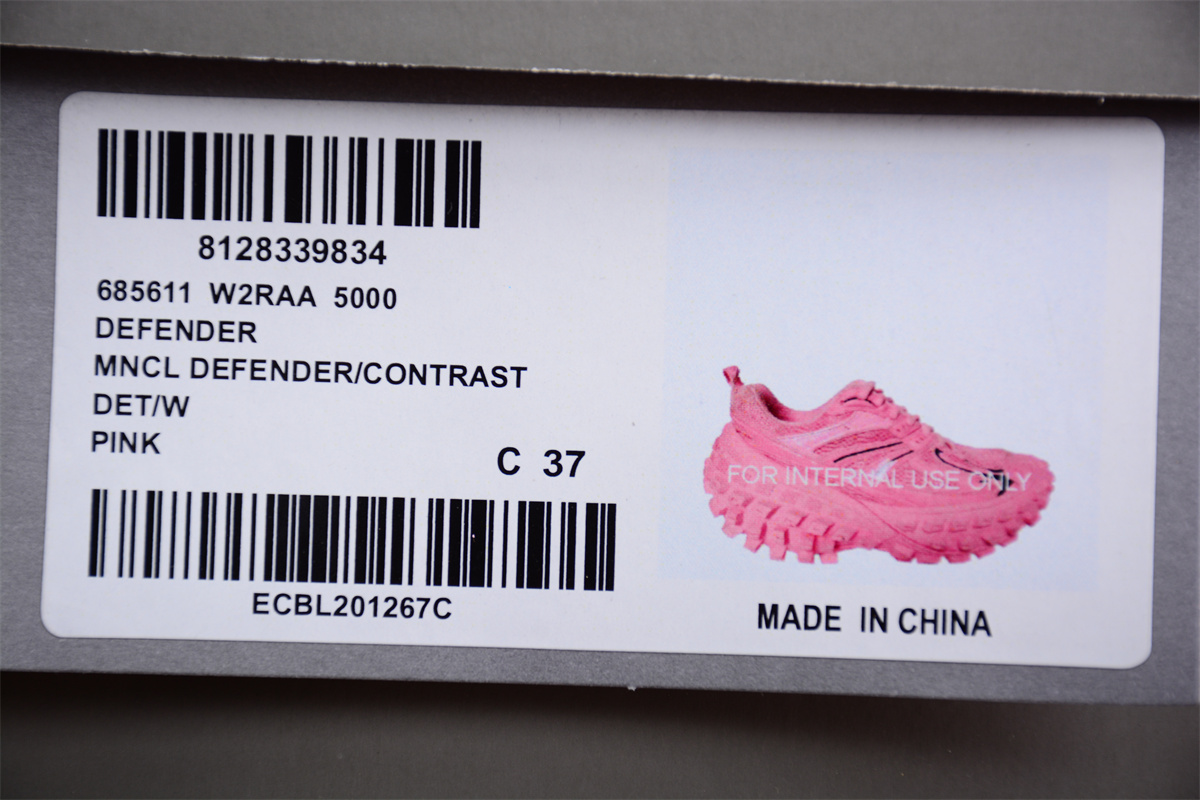 8128339834
685611 W2RAA 5000
DEFENDER
MNCL DEFENDER/CONTRAST
DET/W
PINK
C 37
ECBL201267C
FOR INTERNAL USE ONLY
MADE IN CHINA